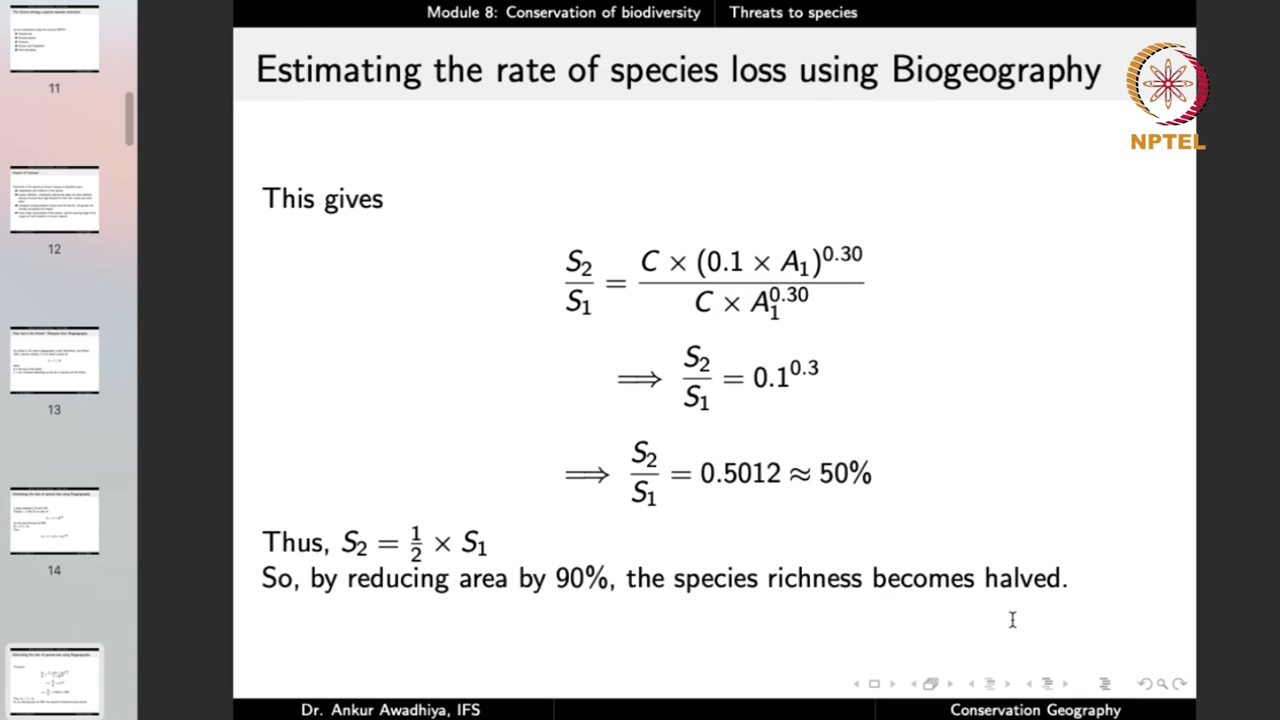 Module 8: Conservation of biodiversity Threats to species
Estimating the rate of species loss using Biogeography
NPTEL
This gives
S₂/S₁ = C × (0.1 × A₁)^0.30 / C × A₁^0.30
⟹ S₂/S₁ = 0.1^0.3
⟹ S₂/S₁ = 0.5012 ≈ 50%
Thus, S₂ = ½ × S₁
So, by reducing area by 90%, the species richness becomes halved.
Dr. Ankur Awadhiya, IFS Conservation Geography
11
12
13
14